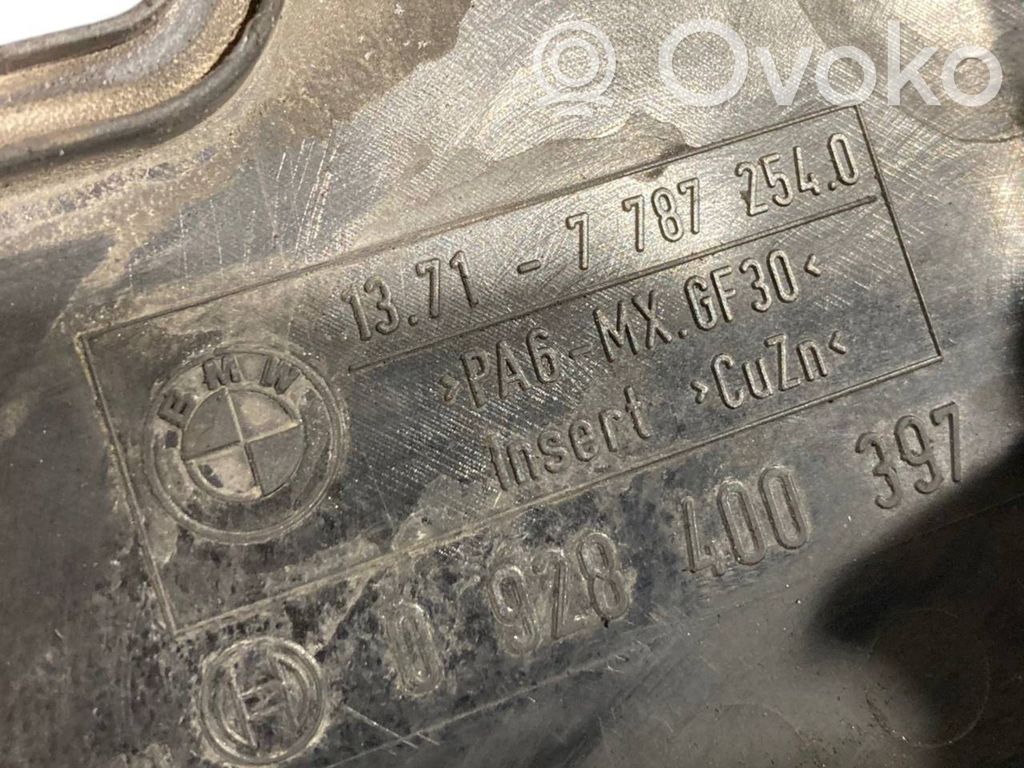 Ovoko
13.71 - 7 787 254.0
>PA6-MX.GF30<
Insert >CuZn<
BMW
0 928 400 397